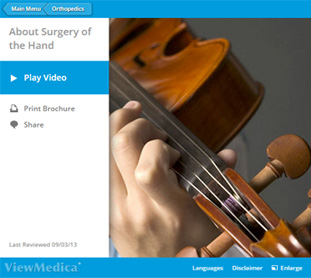 Main Menu Orthopedics
About Surgery of
the Hand
Play Video
Print Brochure
Share
Last Reviewed 09/03/13
ViewMedica
Languages Disclaimer Enlarge